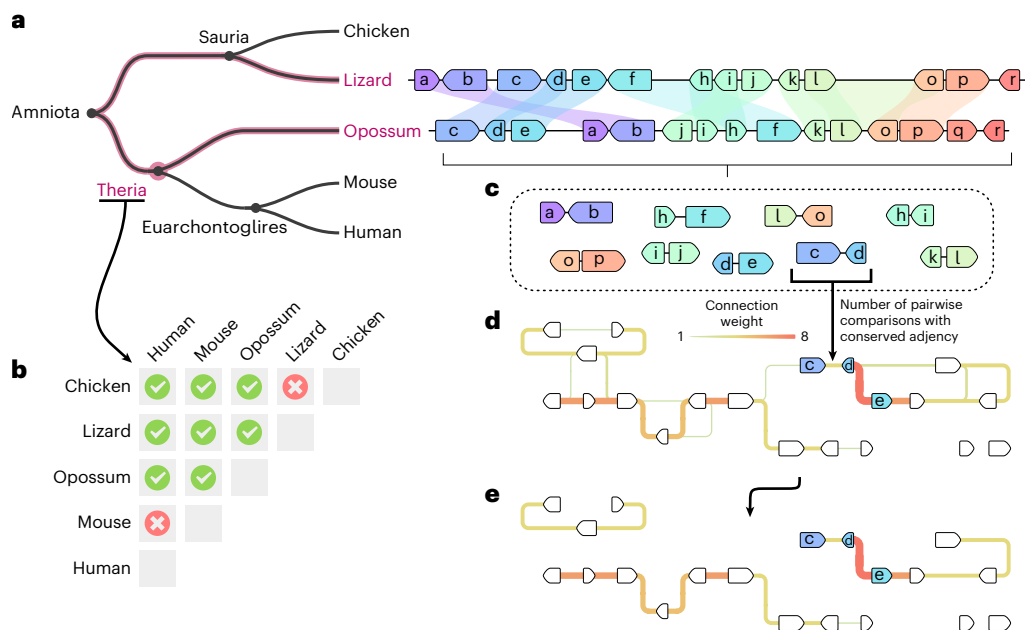 a
Sauria
Chicken
Lizard
a b c d e f h i j k l o p r
Amniota
Opossum
c d e a b j i h f k l o p q r
Theria
Mouse
Euarchontoglires
Human
c
a b h f l o h i
o p i j d e c d k l
b
Human Mouse Opossum Lizard Chicken
Chicken
Lizard
Opossum
Mouse
Human
d
Connection
weight
1 8
Number of pairwise
comparisons with
conserved adjency
c d
e
e
c d
e